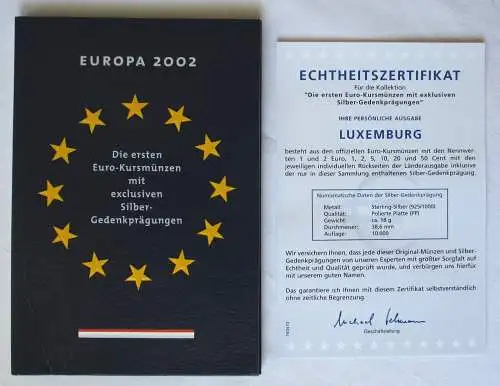 EUROPA 2002
Die ersten
Euro-Kursmünzen
mit
exclusiven
Silber-
Gedenkprägungen
ECHTHEITSZERTIFIKAT
Für die Kollektion
"Die ersten Euro-Kursmünzen mit exklusiven
Silber-Gedenkprägungen"
IHRE PERSÖNLICHE AUSGABE
LUXEMBURG
besteht aus den offiziellen Euro-Kursmünzen mit den Nennwer-
ten 1 und 2 Euro, 1, 2, 5, 10, 20 und 50 Cent mit den
jeweiligen individuellen Rückseiten der Länderausgabe inklusive
der nur in dieser Sammlung enthaltenen Silber-Gedenkprägung.
Numismatische Daten der Silber-Gedenkprägung
Metall: Sterling-Silber (925/1000)
Qualität: Polierte Platte (PP)
Gewicht: ca. 18 g
Durchmesser: 38,6 mm
Auflage: 10.000
Wir versichern Ihnen, dass jede dieser Original-Münzen und Silber-
Gedenkprägungen von unseren Experten mit größter Sorgfalt auf
Echtheit und Qualität geprüft wurde, und verbürgen uns hierfür
mit unserem guten Namen.
Das garantiere ich Ihnen mit diesem Zertifikat selbstverständlich
ohne zeitliche Begrenzung.
Geschäftsleitung